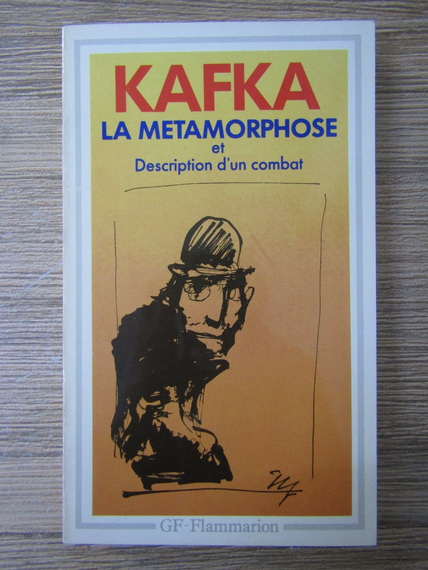 KAFKA
LA METAMORPHOSE
et
Description d'un combat
GF-Flammarion